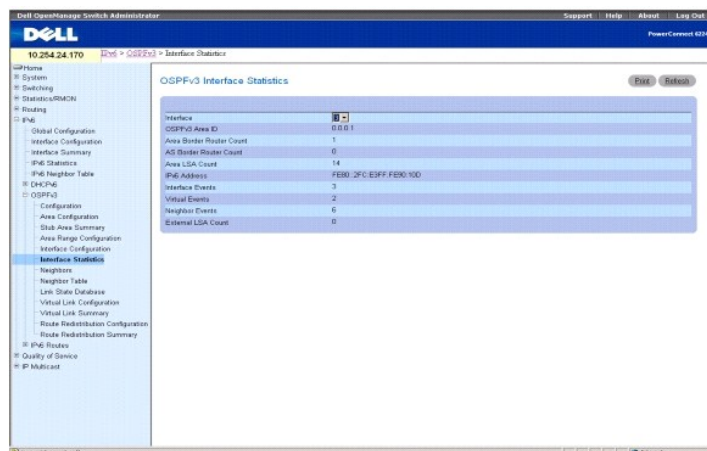 Dell OpenManage Switch Administrator
Support Help About Log Out
DELL
PowerConnect 6224
10.254.24.170
IPv6 > OSPFv3 > Interface Statistics
Home
System
Switching
Statistics/RMON
Routing
IPv6
Global Configuration
Interface Configuration
Interface Summary
IPv6 Statistics
IPv6 Neighbor Table
DHCPv6
OSPFv3
Configuration
Area Configuration
Stub Area Summary
Area Range Configuration
Interface Configuration
Interface Statistics
Neighbors
Neighbor Table
Link State Database
Virtual Link Configuration
Virtual Link Summary
Route Redistribution Configuration
Route Redistribution Summary
IPv6 Routes
Quality of Service
IP Multicast
OSPFv3 Interface Statistics
Print Refresh
Interface
OSPFv3 Area ID 0.0.0.1
Area Border Router Count 1
AS Border Router Count 0
Area LSA Count 14
IPv6 Address FE80::2FC:E3FF:FE90:10D
Interface Events 3
Virtual Events 2
Neighbor Events 6
External LSA Count 0